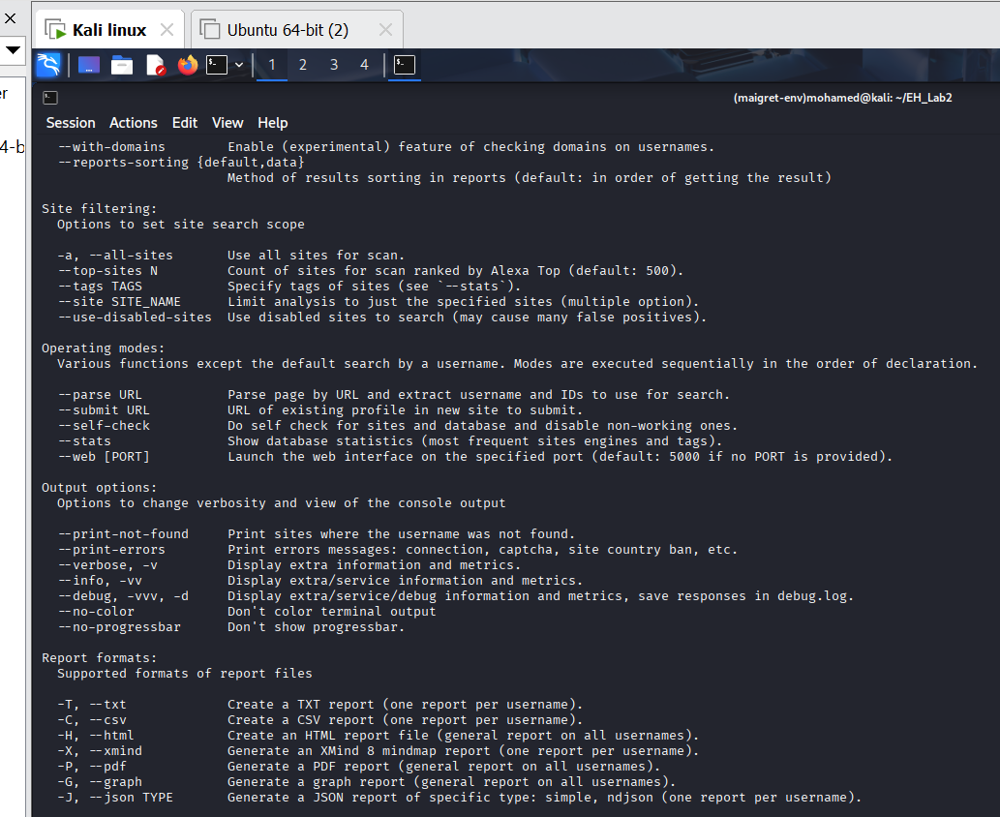 Kali linux
Ubuntu 64-bit (2)
1 2 3 4
er
(maigret-env)mohamed@kali: ~/EH_Lab2
Session Actions Edit View Help
4-b
--with-domains Enable (experimental) feature of checking domains on usernames.
--reports-sorting {default,data}
Method of results sorting in reports (default: in order of getting the result)
Site filtering:
Options to set site search scope
-a, --all-sites Use all sites for scan.
--top-sites N Count of sites for scan ranked by Alexa Top (default: 500).
--tags TAGS Specify tags of sites (see `--stats`).
--site SITE_NAME Limit analysis to just the specified sites (multiple option).
--use-disabled-sites Use disabled sites to search (may cause many false positives).
Operating modes:
Various functions except the default search by a username. Modes are executed sequentially in the order of declaration.
--parse URL Parse page by URL and extract username and IDs to use for search.
--submit URL URL of existing profile in new site to submit.
--self-check Do self check for sites and database and disable non-working ones.
--stats Show database statistics (most frequent sites engines and tags).
--web [PORT] Launch the web interface on the specified port (default: 5000 if no PORT is provided).
Output options:
Options to change verbosity and view of the console output
--print-not-found Print sites where the username was not found.
--print-errors Print errors messages: connection, captcha, site country ban, etc.
--verbose, -v Display extra information and metrics.
--info, -vv Display extra/service information and metrics.
--debug, -vvv, -d Display extra/service/debug information and metrics, save responses in debug.log.
--no-color Don't color terminal output
--no-progressbar Don't show progressbar.
Report formats:
Supported formats of report files
-T, --txt Create a TXT report (one report per username).
-C, --csv Create a CSV report (one report per username).
-H, --html Create an HTML report file (general report on all usernames).
-X, --xmind Generate an XMind 8 mindmap report (one report per username).
-P, --pdf Generate a PDF report (general report on all usernames).
-G, --graph Generate a graph report (general report on all usernames).
-J, --json TYPE Generate a JSON report of specific type: simple, ndjson (one report per username).